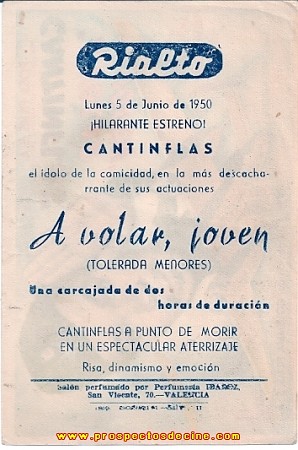 Rialto
Lunes 5 de Junio de 1950
¡HILARANTE ESTRENO!
CANTINFLAS
el ídolo de la comicidad, en la más descacha-
rrante de sus actuaciones
A volar, joven
(TOLERADA MENORES)
Una carcajada de dos
horas de duración
CANTINFLAS A PUNTO DE MORIR
EN UN ESPECTACULAR ATERRIZAJE
Risa, dinamismo y emoción
Salón perfumado por Perfumería IBAÑEZ,
San Vicente, 70.—VALENCIA
www.prospectosdecine.com